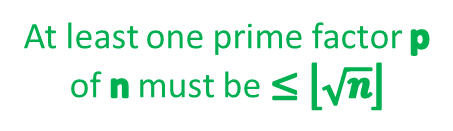 At least one prime factor p
of n must be ≤ ⌊√n⌋